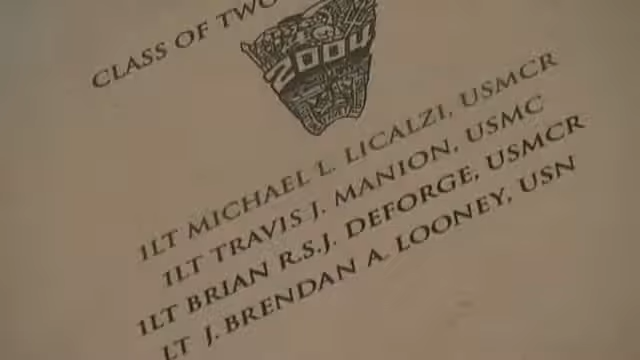 CLASS OF TWO
2004
1LT MICHAEL L. LICALZI, USMCR
1LT TRAVIS J. MANION, USMC
1LT BRIAN R.S.J. DEFORGE, USMCR
LT J. BRENDAN A. LOONEY, USN